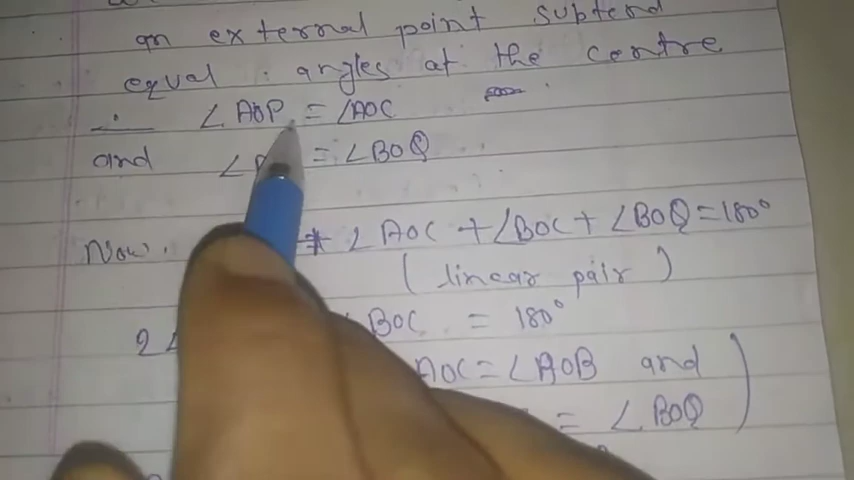 an external point subtend
equal angles at the centre
∴ ∠AOP = ∠AOC
and ∠ = ∠BOQ
Now. + ∠AOC + ∠BOC + ∠BOQ = 180°
(linear pair)
2∠ ∠BOC = 180°
AOC = ∠AOB and
= ∠BOQ)